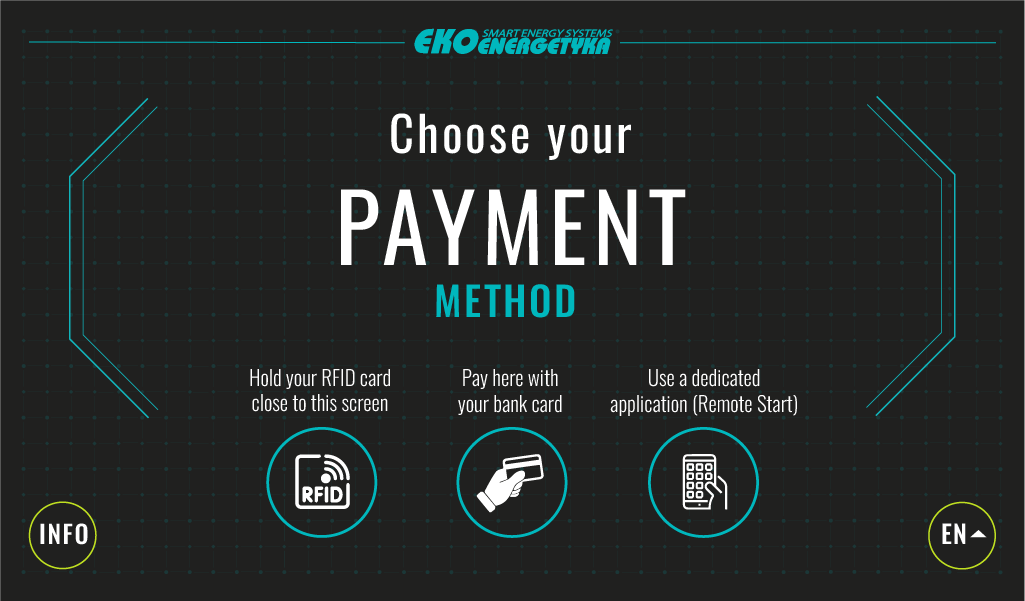 EKO SMART ENERGY SYSTEMS
ENERGETYKA
Choose your
PAYMENT
METHOD
Hold your RFID card
close to this screen
Pay here with
your bank card
Use a dedicated
application (Remote Start)
RFID
INFO
EN